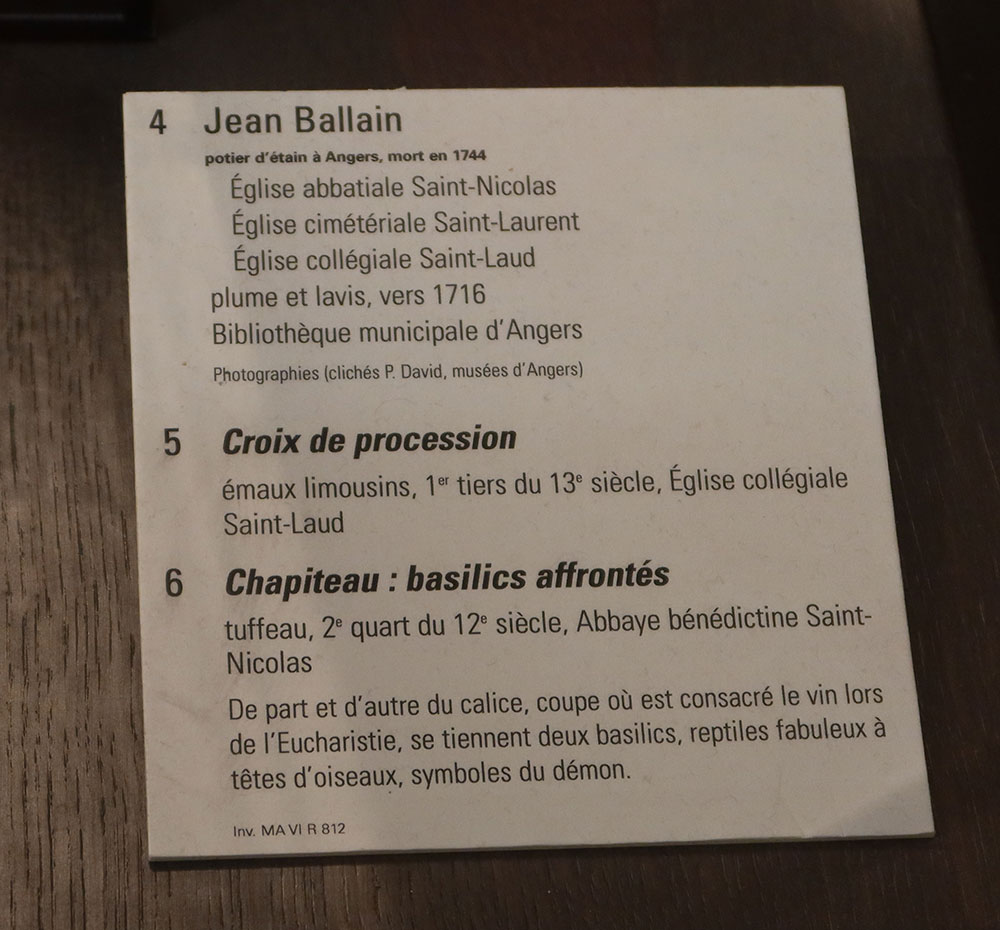 4 Jean Ballain
potier d'étain à Angers, mort en 1744
Église abbatiale Saint-Nicolas
Église cimétériale Saint-Laurent
Église collégiale Saint-Laud
plume et lavis, vers 1716
Bibliothèque municipale d'Angers
Photographies (clichés P. David, musées d'Angers)
5 Croix de procession
émaux limousins, 1er tiers du 13e siècle, Église collégiale
Saint-Laud
6 Chapiteau : basilics affrontés
tuffeau, 2e quart du 12e siècle, Abbaye bénédictine Saint-
Nicolas
De part et d'autre du calice, coupe où est consacré le vin lors
de l'Eucharistie, se tiennent deux basilics, reptiles fabuleux à
têtes d'oiseaux, symboles du démon.
Inv. MA VI R 812